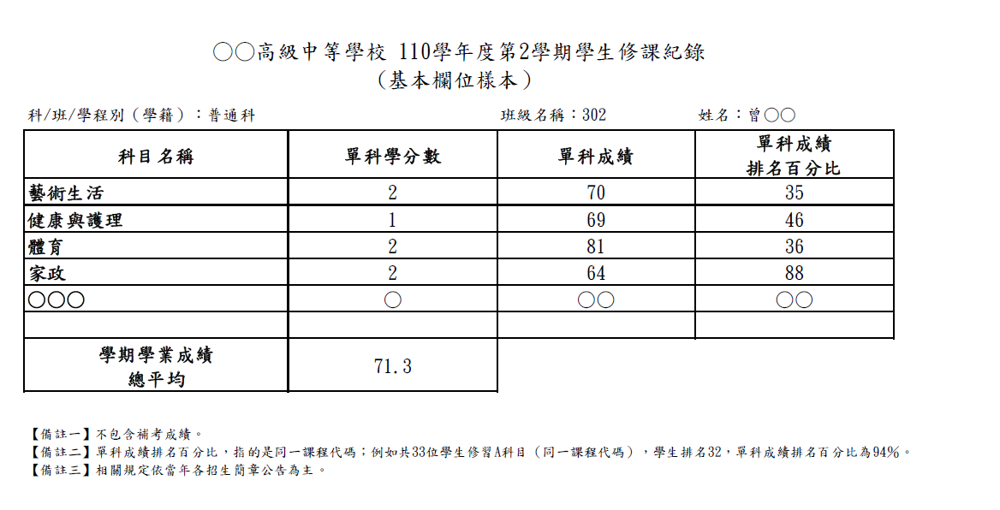 ○○高級中等學校 110學年度第2學期學生修課紀錄
(基本欄位樣本)
科/班/學程別(學籍):普通科 班級名稱:302 姓名:曾○○
科目名稱 單科學分數 單科成績 單科成績排名百分比
藝術生活 2 70 35
健康與護理 1 69 46
體育 2 81 36
家政 2 64 88
○○○ ○ ○○ ○○
學期學業成績
總平均 71.3
【備註一】不包含補考成績。
【備註二】單科成績排名百分比,指的是同一課程代碼;例如共33位學生修習A科目(同一課程代碼),學生排名32,單科成績排名百分比為94%。
【備註三】相關規定依當年各招生簡章公告為主。